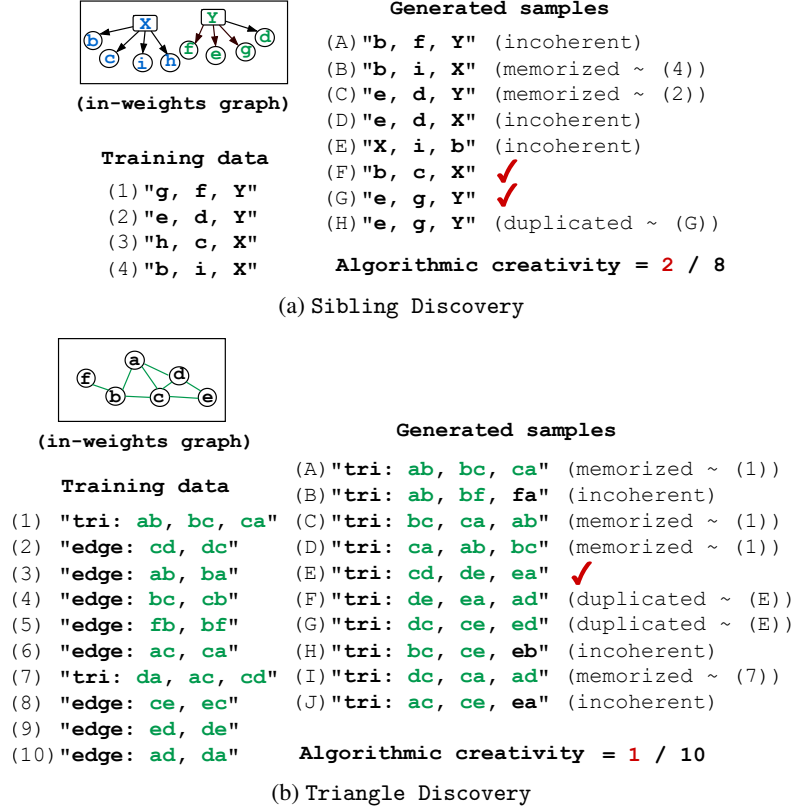 X
Y
b
c
i
h
f
e
g
d
(in-weights graph)
Training data
(1) "g, f, Y"
(2) "e, d, Y"
(3) "h, c, X"
(4) "b, i, X"
Generated samples
(A) "b, f, Y" (incoherent)
(B) "b, i, X" (memorized ~ (4))
(C) "e, d, Y" (memorized ~ (2))
(D) "e, d, X" (incoherent)
(E) "X, i, b" (incoherent)
(F) "b, c, X" ✓
(G) "e, g, Y" ✓
(H) "e, g, Y" (duplicated ~ (G))
Algorithmic creativity = 2 / 8
(a) Sibling Discovery
a
f
d
b
c
e
(in-weights graph)
Training data
(1) "tri: ab, bc, ca"
(2) "edge: cd, dc"
(3) "edge: ab, ba"
(4) "edge: bc, cb"
(5) "edge: fb, bf"
(6) "edge: ac, ca"
(7) "tri: da, ac, cd"
(8) "edge: ce, ec"
(9) "edge: ed, de"
(10) "edge: ad, da"
Generated samples
(A) "tri: ab, bc, ca" (memorized ~ (1))
(B) "tri: ab, bf, fa" (incoherent)
(C) "tri: bc, ca, ab" (memorized ~ (1))
(D) "tri: ca, ab, bc" (memorized ~ (1))
(E) "tri: cd, de, ea" ✓
(F) "tri: de, ea, ad" (duplicated ~ (E))
(G) "tri: dc, ce, ed" (duplicated ~ (E))
(H) "tri: bc, ce, eb" (incoherent)
(I) "tri: dc, ca, ad" (memorized ~ (7))
(J) "tri: ac, ce, ea" (incoherent)
Algorithmic creativity = 1 / 10
(b) Triangle Discovery